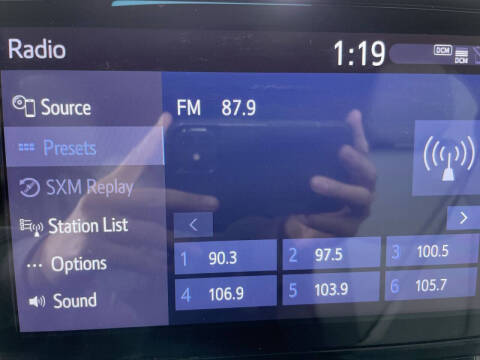 Radio 1:19 DCM DCM
Source
FM 87.9
Presets
SXM Replay
Station List
Options
1 90.3 2 97.5 3 100.5
Sound
4 106.9 5 103.9 6 105.7